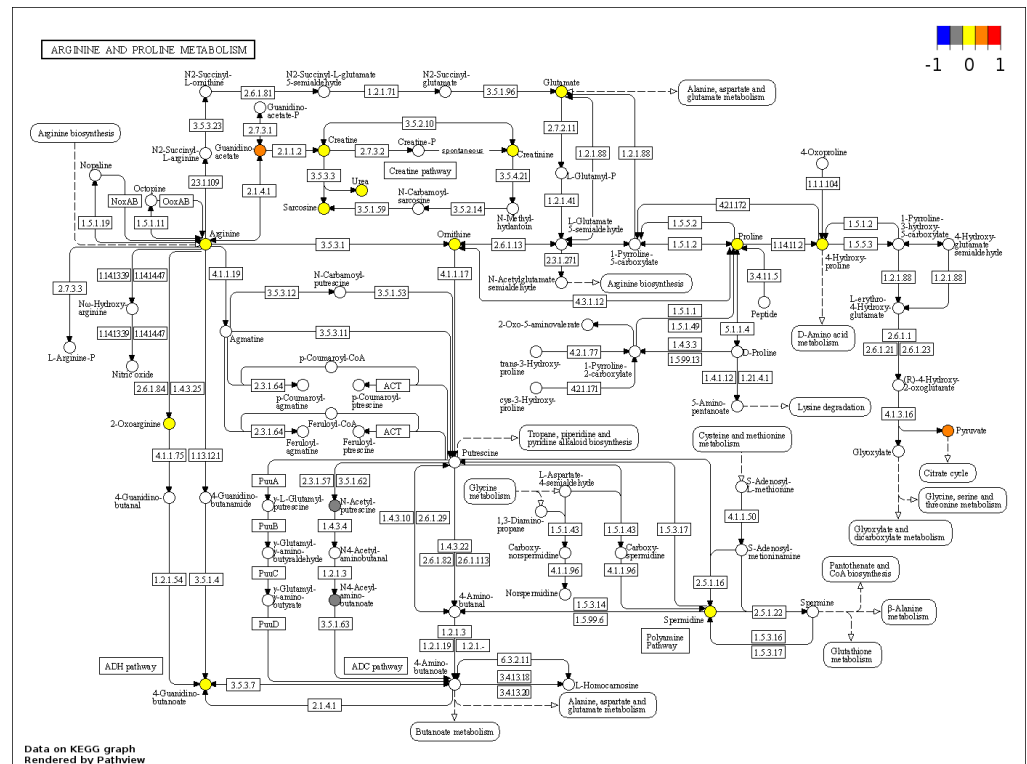 ARGININE AND PROLINE METABOLISM
-1 0 1
N2-Succinyl-
L-ornithine
2.6.1.81
N2-Succinyl-L-glutamate
5-semialdehyde
1.2.1.71
N2-Succinyl-
glutamate
3.5.1.96
Glutamate
Alanine, aspartate and
glutamate metabolism
Guanidino-
acetate-P
Arginine biosynthesis
3.5.3.23
2.7.3.1
3.5.2.10
2.7.2.11
N2-Succinyl-
L-arginine
Guanidino
acetate
2.1.1.2
Creatine
2.7.3.2
Creatine-P
spontaneous
Creatinine
1.2.1.88
1.2.1.88
4-Oxoproline
Nopaline
Creatine pathway
3.5.3.3
Urea
3.5.4.21
L-Glutamyl-P
1.1.1.104
Octopine
2.3.1.109
2.1.4.1
NoxAB
OoxAB
Sarcosine
3.5.1.59
N-Carbamoyl-
sarcosine
3.5.2.14
N-Methyl-
hydantoin
1.2.1.41
4.2.1.172
1.5.1.19
1.5.1.11
L-Glutamate
5-semialdehyde
1.5.5.2
1.5.1.2
1-Pyrroline-
3-hydroxy-
5-carboxylate
Arginine
3.5.3.1
Ornithine
2.6.1.13
1-Pyrroline-
5-carboxylate
1.5.1.2
Proline
1.14.11.2
4-Hydroxy-
proline
1.5.5.3
4-Hydroxy-
glutamate
semialdehyde
2.3.1.271
1.14.13.39
1.14.14.47
4.1.1.19
4.1.1.17
N-Acetylglutamate
semialdehyde
Arginine biosynthesis
3.4.11.5
1.2.1.88
1.2.1.88
2.7.3.3
3.5.3.12
N-Carbamoyl-
putrescine
3.5.1.53
4.3.1.12
Peptide
Nω-Hydroxy-
arginine
1.5.1.1
1.5.1.49
L-erythro-
4-Hydroxy-
glutamate
1.14.13.39
1.14.14.47
Agmatine
3.5.3.11
2-Oxo-5-aminovalerate
5.1.1.4
D-Amino acid
metabolism
2.6.1.1
2.6.1.21
2.6.1.23
L-Arginine-P
Nitric oxide
p-Coumaroyl-CoA
trans-3-Hydroxy-
proline
4.2.1.77
1-Pyrroline-
2-carboxylate
1.4.3.3
1.5.99.13
D-Proline
2.6.1.84
1.4.3.25
2.3.1.64
p-Coumaroyl-
agmatine
p-Coumaroyl-
ptrescine
ACT
cys-3-Hydroxy-
proline
4.2.1.171
1.4.1.12
1.21.4.1
(R)-4-Hydroxy-
2-oxoglutarate
5-Amino-
pentanoate
Lysine degradation
4.1.3.16
2-Oxoarginine
Feruloyl-CoA
2.3.1.64
Feruloyl-
agmatine
Feruloyl-
ptrescine
ACT
Tropane, piperidine and
pyridine alkaloid biosynthesis
Cysteine and methionine
metabolism
Pyruvate
4.1.1.75
1.13.12.1
Putrescine
Glyoxylate
Citrate cycle
PuuA
2.3.1.57
3.5.1.62
Glycine
metabolism
L-Aspartate-
4-semialdehyde
S-Adenosyl-
L-methionine
Glycine, serine and
threonine metabolism
4-Guanidino-
butanal
4-Guanidino-
butanamide
γ-L-Glutamyl-
putrescine
N-Acetyl-
putrescine
1.4.3.10
2.6.1.29
1,3-Diamino-
propane
1.5.1.43
1.5.1.43
1.5.3.17
4.1.1.50
Glyoxylate and
dicarboxylate metabolism
PuuB
1.4.3.4
1.4.3.22
2.6.1.82
2.6.1.113
γ-Glutamyl-
γ-amino-
butyraldehyde
N4-Acetyl-
aminobutanal
Carboxy-
norspermidine
Carboxy-
spermidine
S-Adenosyl-
methioninamine
1.2.1.54
3.5.1.4
PuuC
1.2.1.3
4.1.1.96
4.1.1.96
2.5.1.16
Pantothenate and
CoA biosynthesis
γ-Glutamyl-
γ-amino-
butyrate
N4-Aceyl-
amino-
butanoate
4-Amino-
butanal
Norspermidine
1.5.3.14
1.5.99.6
Spermidine
2.5.1.22
Spermine
β-Alanine
metabolism
PuuD
3.5.1.63
1.2.1.3
1.2.1.19
1.2.1.-
Polyamine
Pathway
1.5.3.16
1.5.3.17
Glutathione
metabolism
ADH pathway
ADC pathway
4-Amino-
butanoate
6.3.2.11
3.4.13.18
3.4.13.20
L-Homocarnosine
4-Guanidino-
butanoate
3.5.3.7
2.1.4.1
Alanine, aspartate and
glutamate metabolism
Butanoate metabolism
Data on KEGG graph
Rendered by Pathview